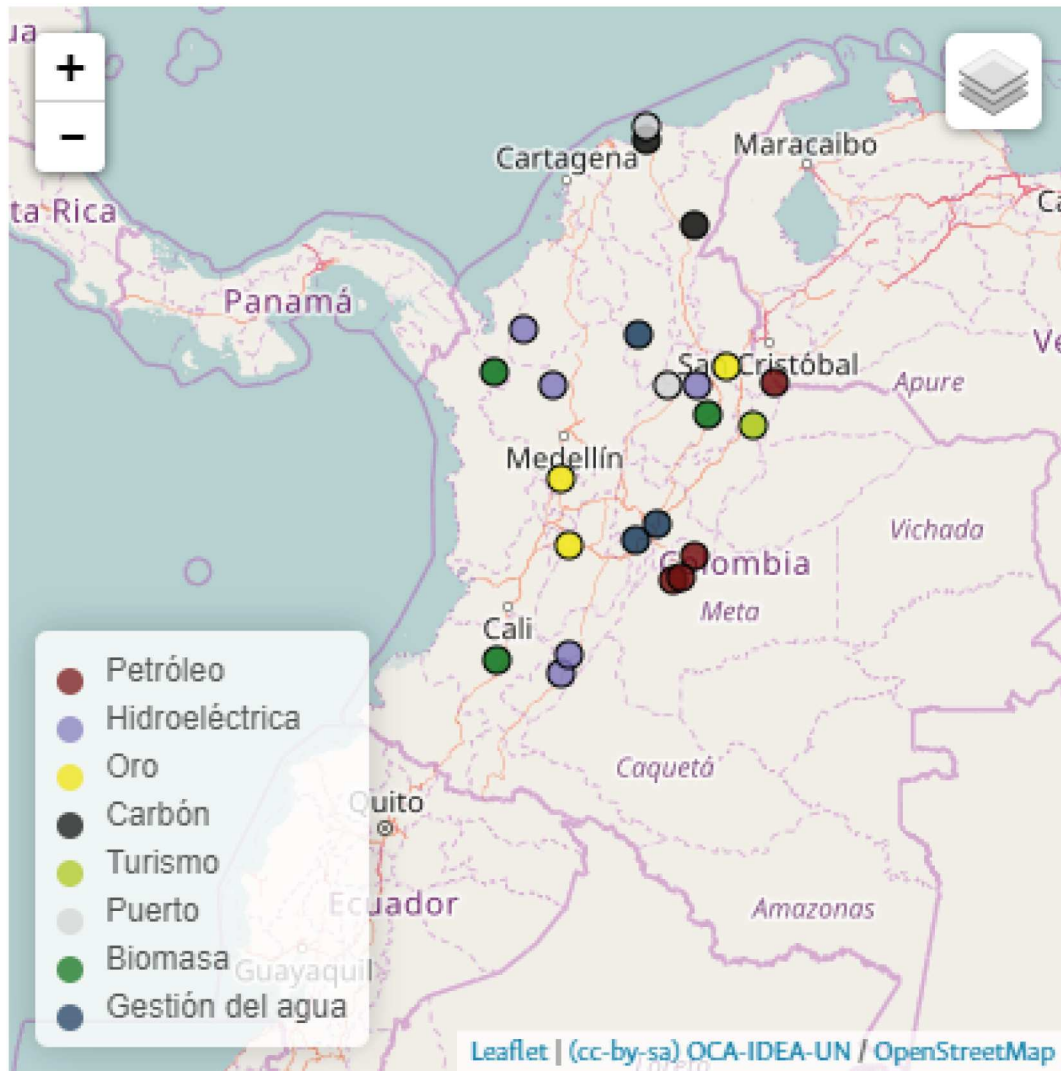 ua
+
−
Cartagena
Maracaibo
ta Rica
Ca
Panamá
San Cristóbal
Ve
Apure
Medellín
Vichada
Colombia
Meta
Cali
Petróleo
Hidroeléctrica
Oro
Carbón
Turismo
Puerto
Biomasa
Gestión del agua
Caquetá
Quito
Ecuador
Amazonas
Guayaquil
Leaflet | (cc-by-sa) OCA-IDEA-UN / OpenStreetMap
Loreto